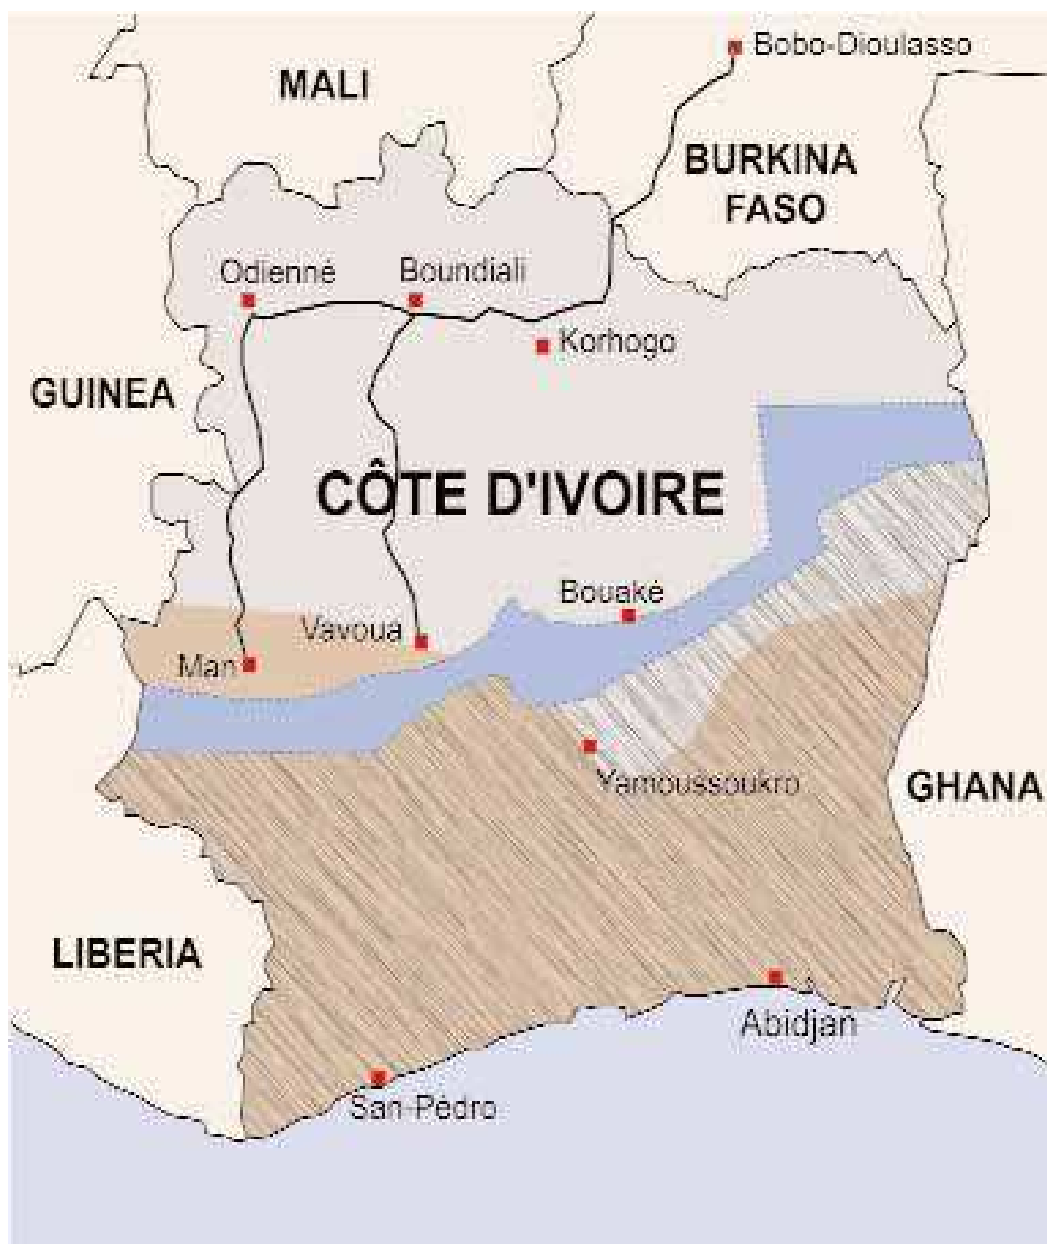 Bobo-Dioulasso
MALI
BURKINA
FASO
Odienné
Boundiali
Korhogo
GUINEA
CÔTE D'IVOIRE
Bouaké
Vavoua
Man
Yamoussoukro
GHANA
LIBERIA
Abidjan
San-Pédro